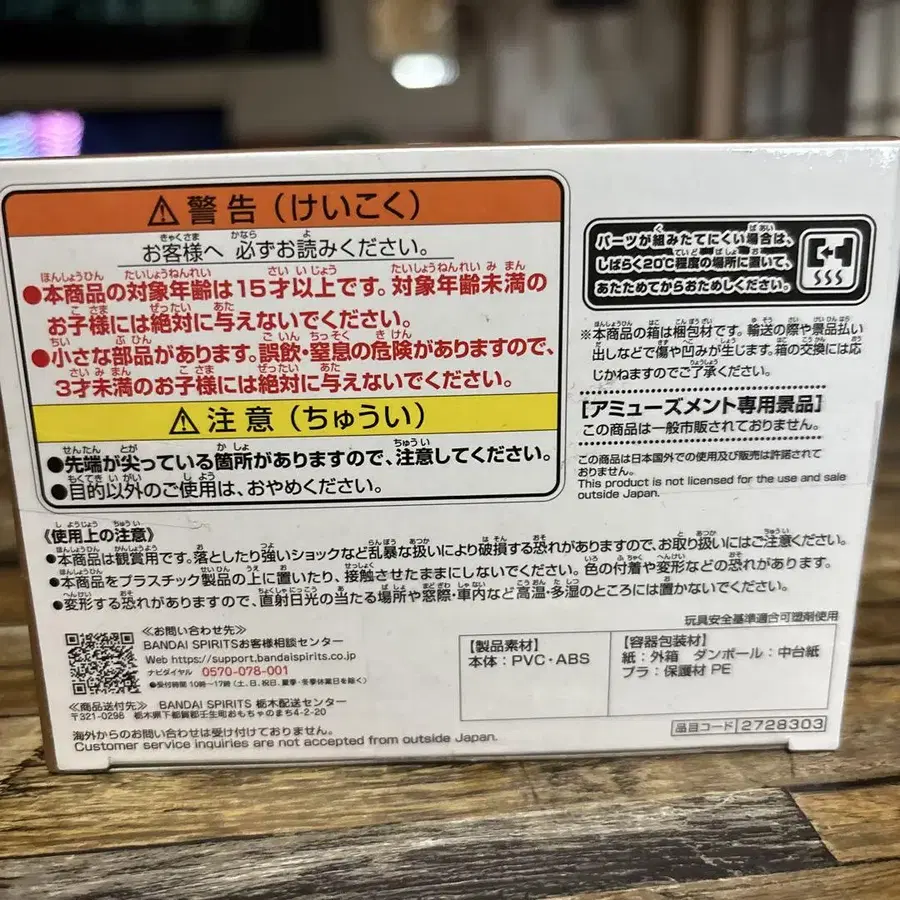 ⚠警告（けいこく）
お客様へ 必ずお読みください。
●本商品の対象年齢は15才以上です。対象年齢未満の
お子様には絶対に与えないでください。
●小さな部品があります。誤飲・窒息の危険がありますので、
3才未満のお子様には絶対に与えないでください。
⚠注意（ちゅうい）
●先端が尖っている箇所がありますので、注意してください。
●目的以外のご使用は、おやめください。
パーツが組みたてにくい場合は、
しばらく20℃程度の場所に置いて、
あたためてからおためしください。
※本商品の箱は梱包材です。輸送の際や景品払い
出しなどで傷や凹みが生じます。箱の交換には応
じかねますのでご了承ください。
[アミューズメント専用景品]
この商品は一般市販されておりません。
この商品は日本国外での使用及び販売は許諾されて
おりません。
This product is not licensed for the use and sale
outside Japan.
《使用上の注意》
●本商品は観賞用です。落としたり強いショックなど乱暴な扱いにより破損する恐れがありますので、お取り扱いにはご注意ください。
●本商品をプラスチック製品の上に置いたり、接触させたままにしないでください。色の付着や変形などの恐れがあります。
●変形する恐れがありますので、直射日光の当たる場所や窓際・車内など高温・多湿のところには置かないでください。
玩具安全基準適合可塑剤使用
≪お問い合わせ先≫
BANDAI SPIRITSお客様相談センター
Web https://support.bandaispirits.co.jp
ナビダイヤル 0570-078-001
●受付時間 10時〜17時（土、日、祝日、夏季・冬季休業日を除く）
≪商品送付先≫ BANDAI SPIRITS 栃木配送センター
〒321-0298 栃木県下都賀郡壬生町おもちゃのまち4-2-20
海外からのお問い合わせは受け付けておりません。
Customer service inquiries are not accepted from outside Japan.
【製品素材】
本体：PVC・ABS
【容器包装材】
紙：外箱 ダンボール：中台紙
プラ：保護材 PE
品目コード 2728303